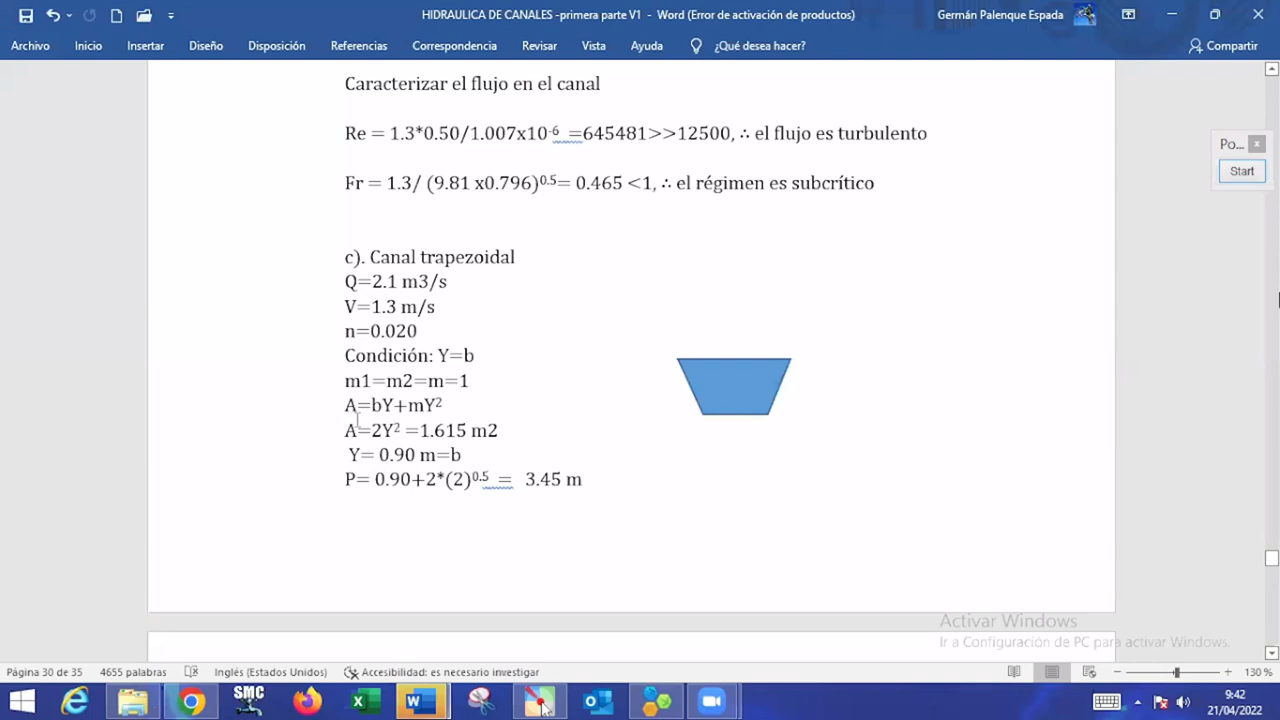 HIDRAULICA DE CANALES -primera parte V1 - Word (Error de activación de productos)
Germán Palenque Espada
Archivo Inicio Insertar Diseño Disposición Referencias Correspondencia Revisar Vista Ayuda ¿Qué desea hacer? Compartir
Caracterizar el flujo en el canal
Re = 1.3*0.50/1.007x10⁻⁶ =645481>>12500, ∴ el flujo es turbulento
Po...
Start
Fr = 1.3/ (9.81 x0.796)⁰·⁵= 0.465 <1, ∴ el régimen es subcrítico
c). Canal trapezoidal
Q=2.1 m3/s
V=1.3 m/s
n=0.020
Condición: Y=b
m1=m2=m=1
A=bY+mY²
A=2Y² =1.615 m2
Y= 0.90 m=b
P= 0.90+2*(2)⁰·⁵ = 3.45 m
Activar Windows
Ir a Configuración de PC para activar Windows.
Página 30 de 35 4655 palabras Inglés (Estados Unidos) Accesibilidad: es necesario investigar 130 %
SMC
9:42
21/04/2022